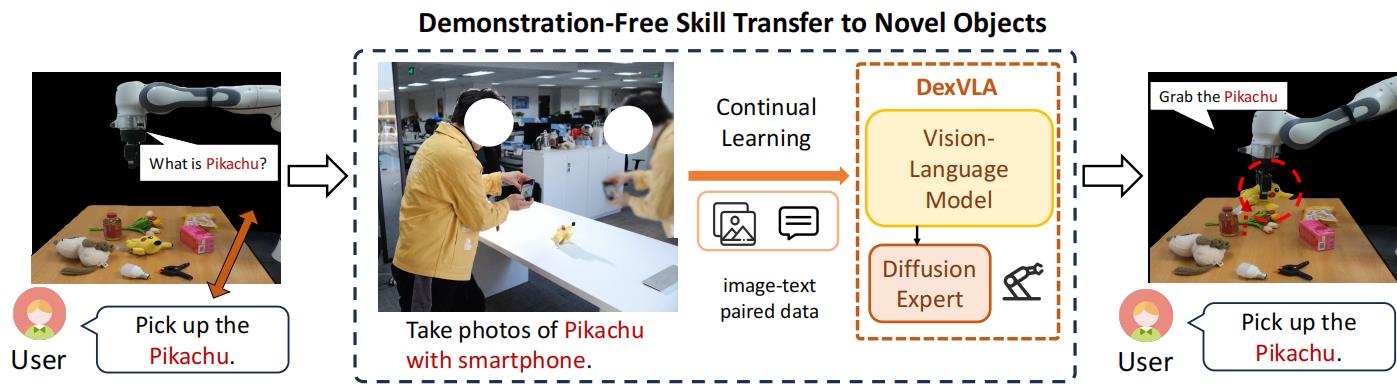 Demonstration-Free Skill Transfer to Novel Objects
What is Pikachu?
User
Pick up the
Pikachu.
Take photos of Pikachu
with smartphone.
Continual
Learning
image-text
paired data
DexVLA
Vision-
Language
Model
Diffusion
Expert
Grab the Pikachu
User
Pick up the
Pikachu.